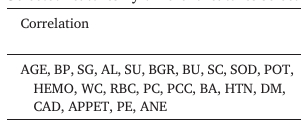 Correlation
AGE, BP, SG, AL, SU, BGR, BU, SC, SOD, POT,
HEMO, WC, RBC, PC, PCC, BA, HTN, DM,
CAD, APPET, PE, ANE